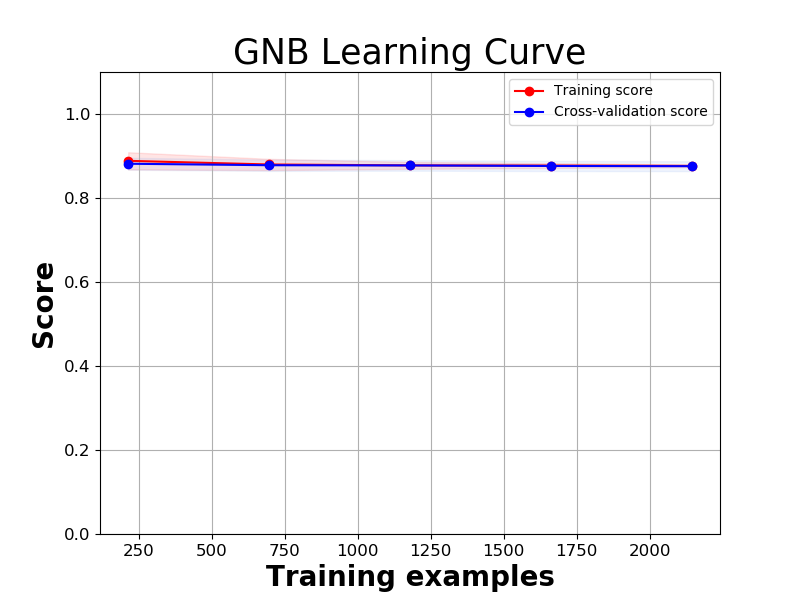 GNB Learning Curve
Training score
Cross-validation score
Score
1.0
0.8
0.6
0.4
0.2
0.0
250 500 750 1000 1250 1500 1750 2000
Training examples